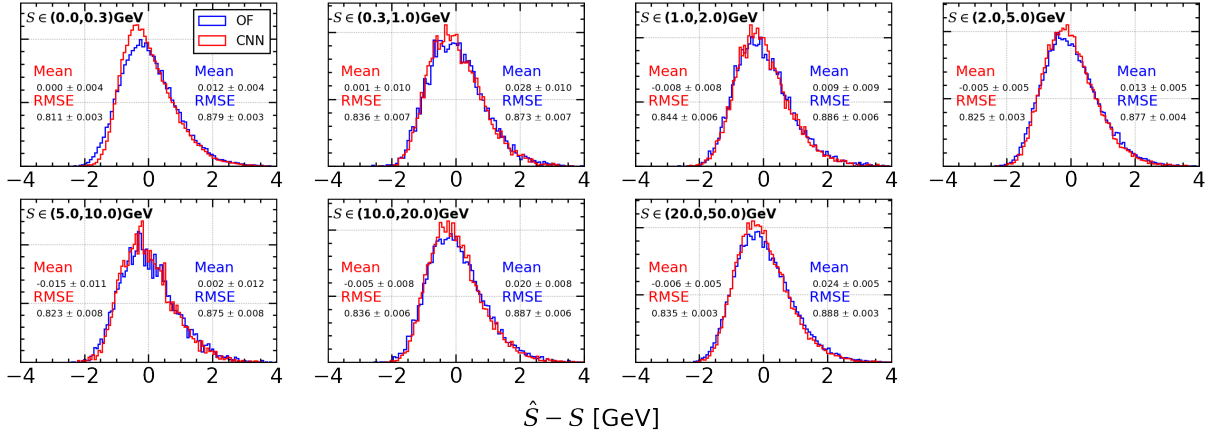 S ∈ (0.0,0.3)GeV
OF
CNN
Mean Mean
0.000 ± 0.004 0.012 ± 0.004
RMSE RMSE
0.811 ± 0.003 0.879 ± 0.003
−4 −2 0 2 4
S ∈ (0.3,1.0)GeV
Mean Mean
0.001 ± 0.010 0.028 ± 0.010
RMSE RMSE
0.836 ± 0.007 0.873 ± 0.007
−4 −2 0 2 4
S ∈ (1.0,2.0)GeV
Mean Mean
-0.008 ± 0.008 0.009 ± 0.009
RMSE RMSE
0.844 ± 0.006 0.886 ± 0.006
−4 −2 0 2 4
S ∈ (2.0,5.0)GeV
Mean Mean
-0.005 ± 0.005 0.013 ± 0.005
RMSE RMSE
0.825 ± 0.003 0.877 ± 0.004
−4 −2 0 2 4
S ∈ (5.0,10.0)GeV
Mean Mean
-0.015 ± 0.011 0.002 ± 0.012
RMSE RMSE
0.823 ± 0.008 0.875 ± 0.008
−4 −2 0 2 4
S ∈ (10.0,20.0)GeV
Mean Mean
-0.005 ± 0.008 0.020 ± 0.008
RMSE RMSE
0.836 ± 0.006 0.887 ± 0.006
−4 −2 0 2 4
S ∈ (20.0,50.0)GeV
Mean Mean
-0.006 ± 0.005 0.024 ± 0.005
RMSE RMSE
0.835 ± 0.003 0.888 ± 0.003
−4 −2 0 2 4
Ŝ − S [GeV]